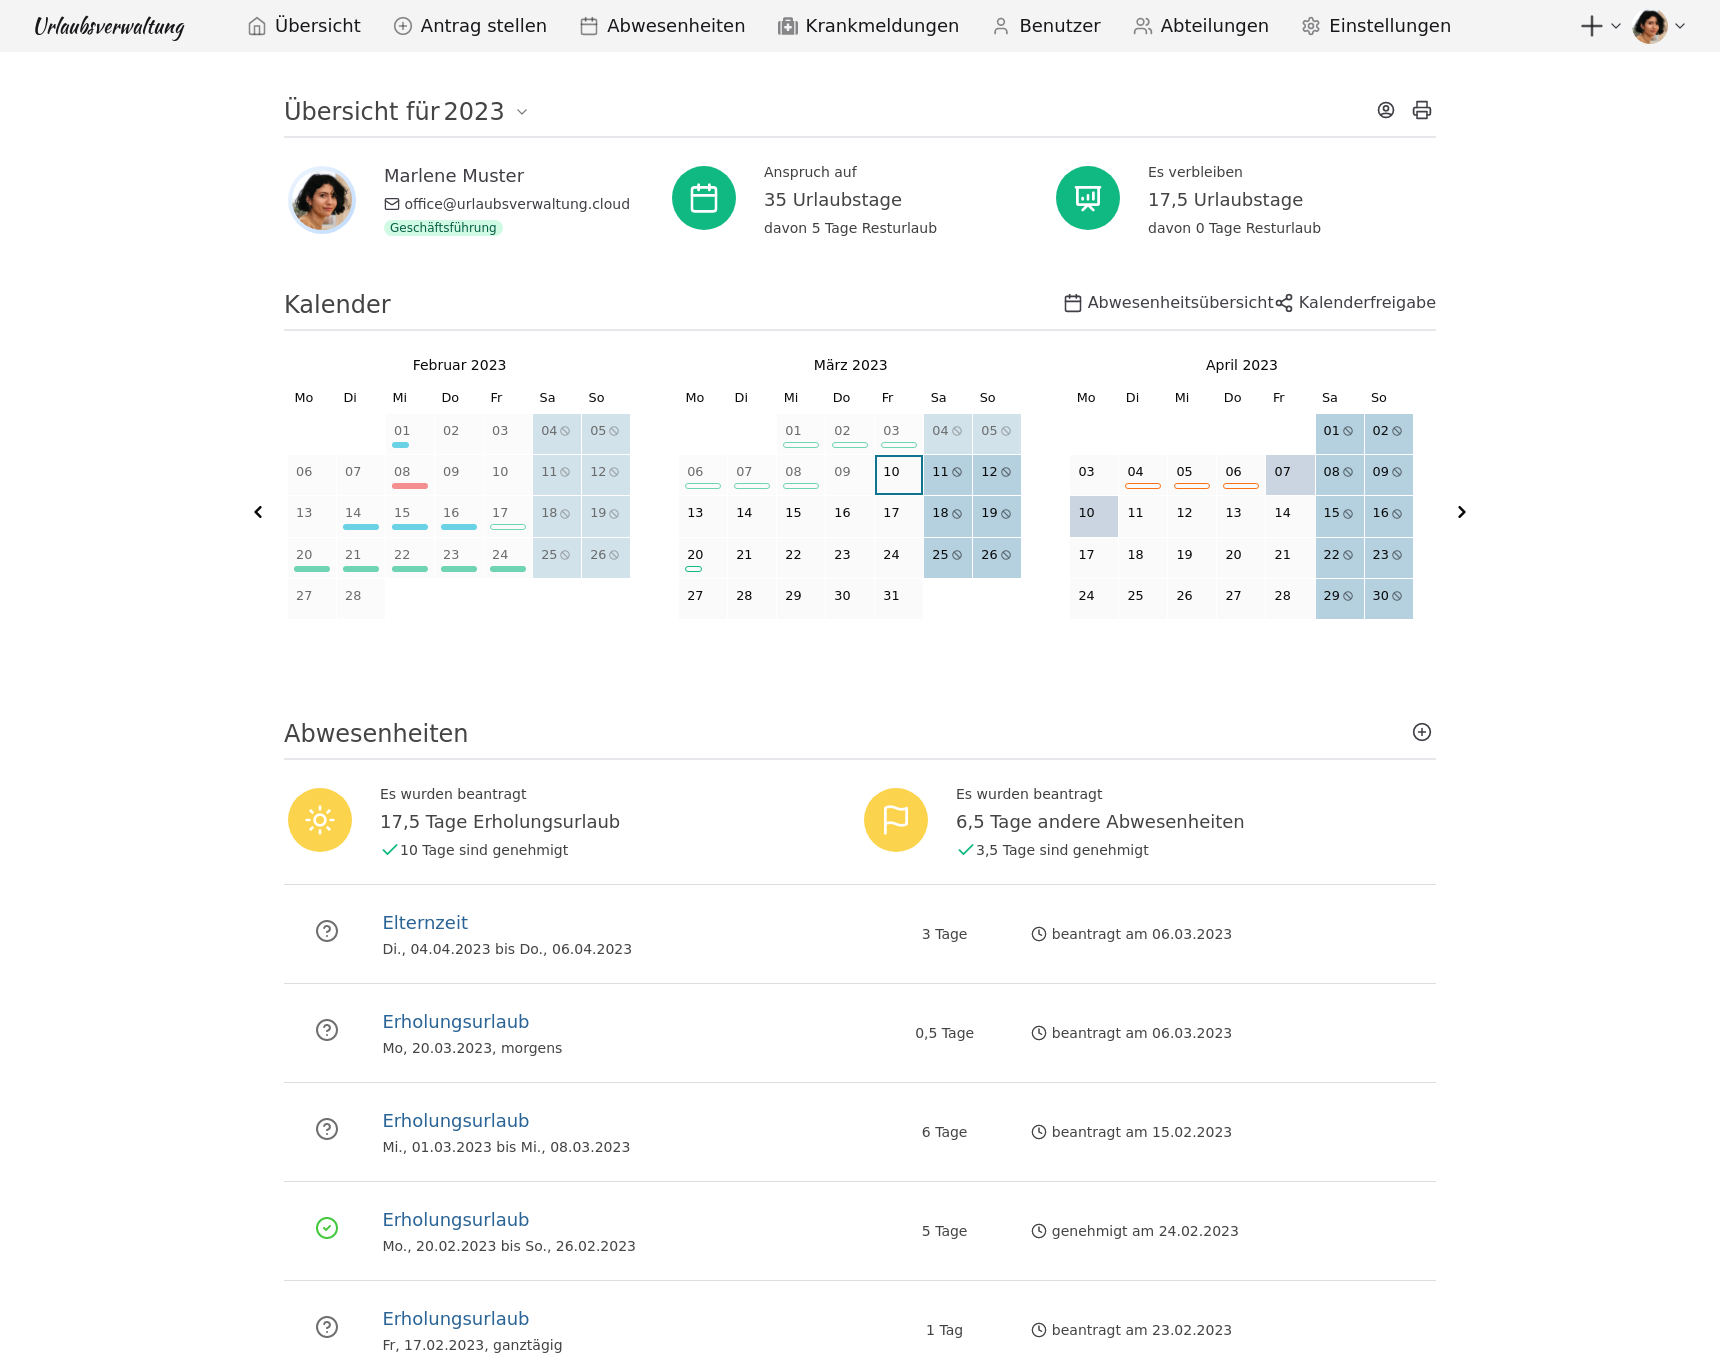 Urlaubsverwaltung
Übersicht
Antrag stellen
Abwesenheiten
Krankmeldungen
Benutzer
Abteilungen
Einstellungen
Übersicht für 2023
Marlene Muster
office@urlaubsverwaltung.cloud
Geschäftsführung
Anspruch auf
35 Urlaubstage
davon 5 Tage Resturlaub
Es verbleiben
17,5 Urlaubstage
davon 0 Tage Resturlaub
Kalender
Abwesenheitsübersicht
Kalenderfreigabe
Februar 2023
Mo Di Mi Do Fr Sa So
01 02 03 04 05
06 07 08 09 10 11 12
13 14 15 16 17 18 19
20 21 22 23 24 25 26
27 28
März 2023
Mo Di Mi Do Fr Sa So
01 02 03 04 05
06 07 08 09 10 11 12
13 14 15 16 17 18 19
20 21 22 23 24 25 26
27 28 29 30 31
April 2023
Mo Di Mi Do Fr Sa So
01 02
03 04 05 06 07 08 09
10 11 12 13 14 15 16
17 18 19 20 21 22 23
24 25 26 27 28 29 30
Abwesenheiten
Es wurden beantragt
17,5 Tage Erholungsurlaub
10 Tage sind genehmigt
Es wurden beantragt
6,5 Tage andere Abwesenheiten
3,5 Tage sind genehmigt
Elternzeit
Di., 04.04.2023 bis Do., 06.04.2023
3 Tage
beantragt am 06.03.2023
Erholungsurlaub
Mo, 20.03.2023, morgens
0,5 Tage
beantragt am 06.03.2023
Erholungsurlaub
Mi., 01.03.2023 bis Mi., 08.03.2023
6 Tage
beantragt am 15.02.2023
Erholungsurlaub
Mo., 20.02.2023 bis So., 26.02.2023
5 Tage
genehmigt am 24.02.2023
Erholungsurlaub
Fr, 17.02.2023, ganztägig
1 Tag
beantragt am 23.02.2023